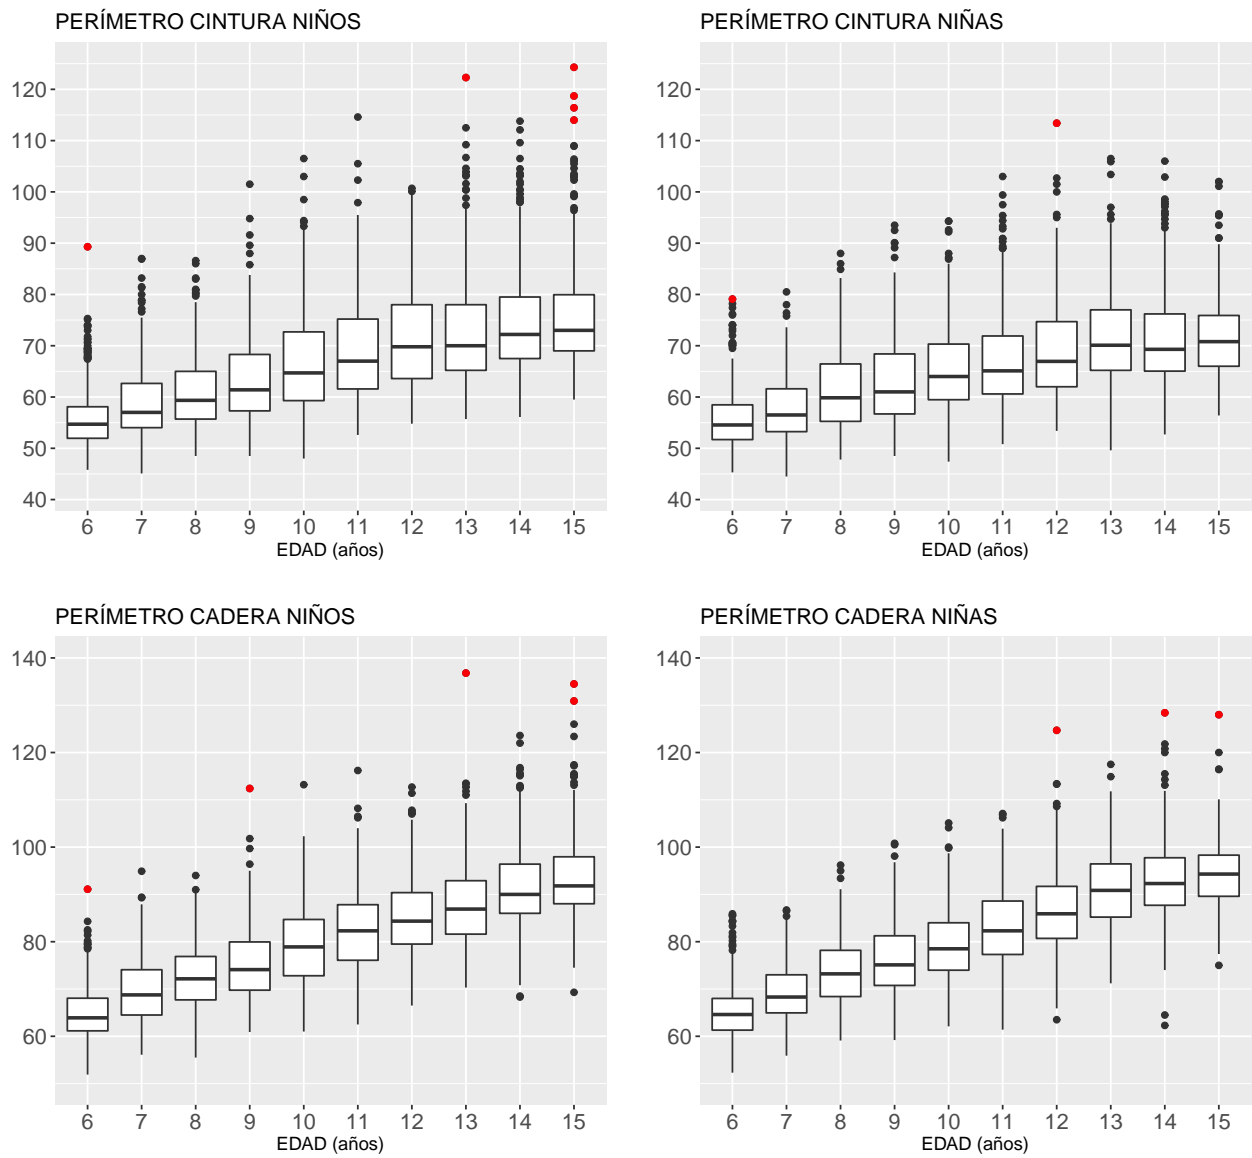 PERÍMETRO CINTURA NIÑOS
120
110
100
90
80
70
60
50
40
6 7 8 9 10 11 12 13 14 15
EDAD (años)
PERÍMETRO CINTURA NIÑAS
120
110
100
90
80
70
60
50
40
6 7 8 9 10 11 12 13 14 15
EDAD (años)
PERÍMETRO CADERA NIÑOS
140
120
100
80
60
6 7 8 9 10 11 12 13 14 15
EDAD (años)
PERÍMETRO CADERA NIÑAS
140
120
100
80
60
6 7 8 9 10 11 12 13 14 15
EDAD (años)